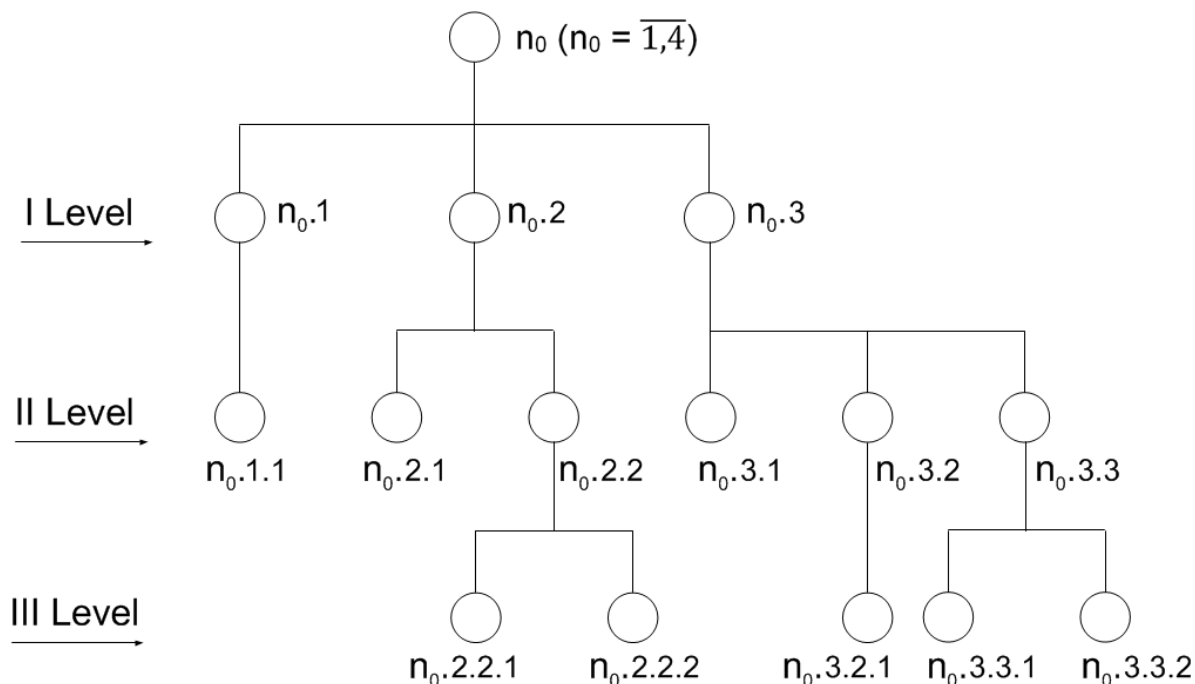 n₀ (n₀ = 1,4)
I Level
n₀.1
n₀.2
n₀.3
II Level
n₀.1.1
n₀.2.1
n₀.2.2
n₀.3.1
n₀.3.2
n₀.3.3
III Level
n₀.2.2.1
n₀.2.2.2
n₀.3.2.1
n₀.3.3.1
n₀.3.3.2